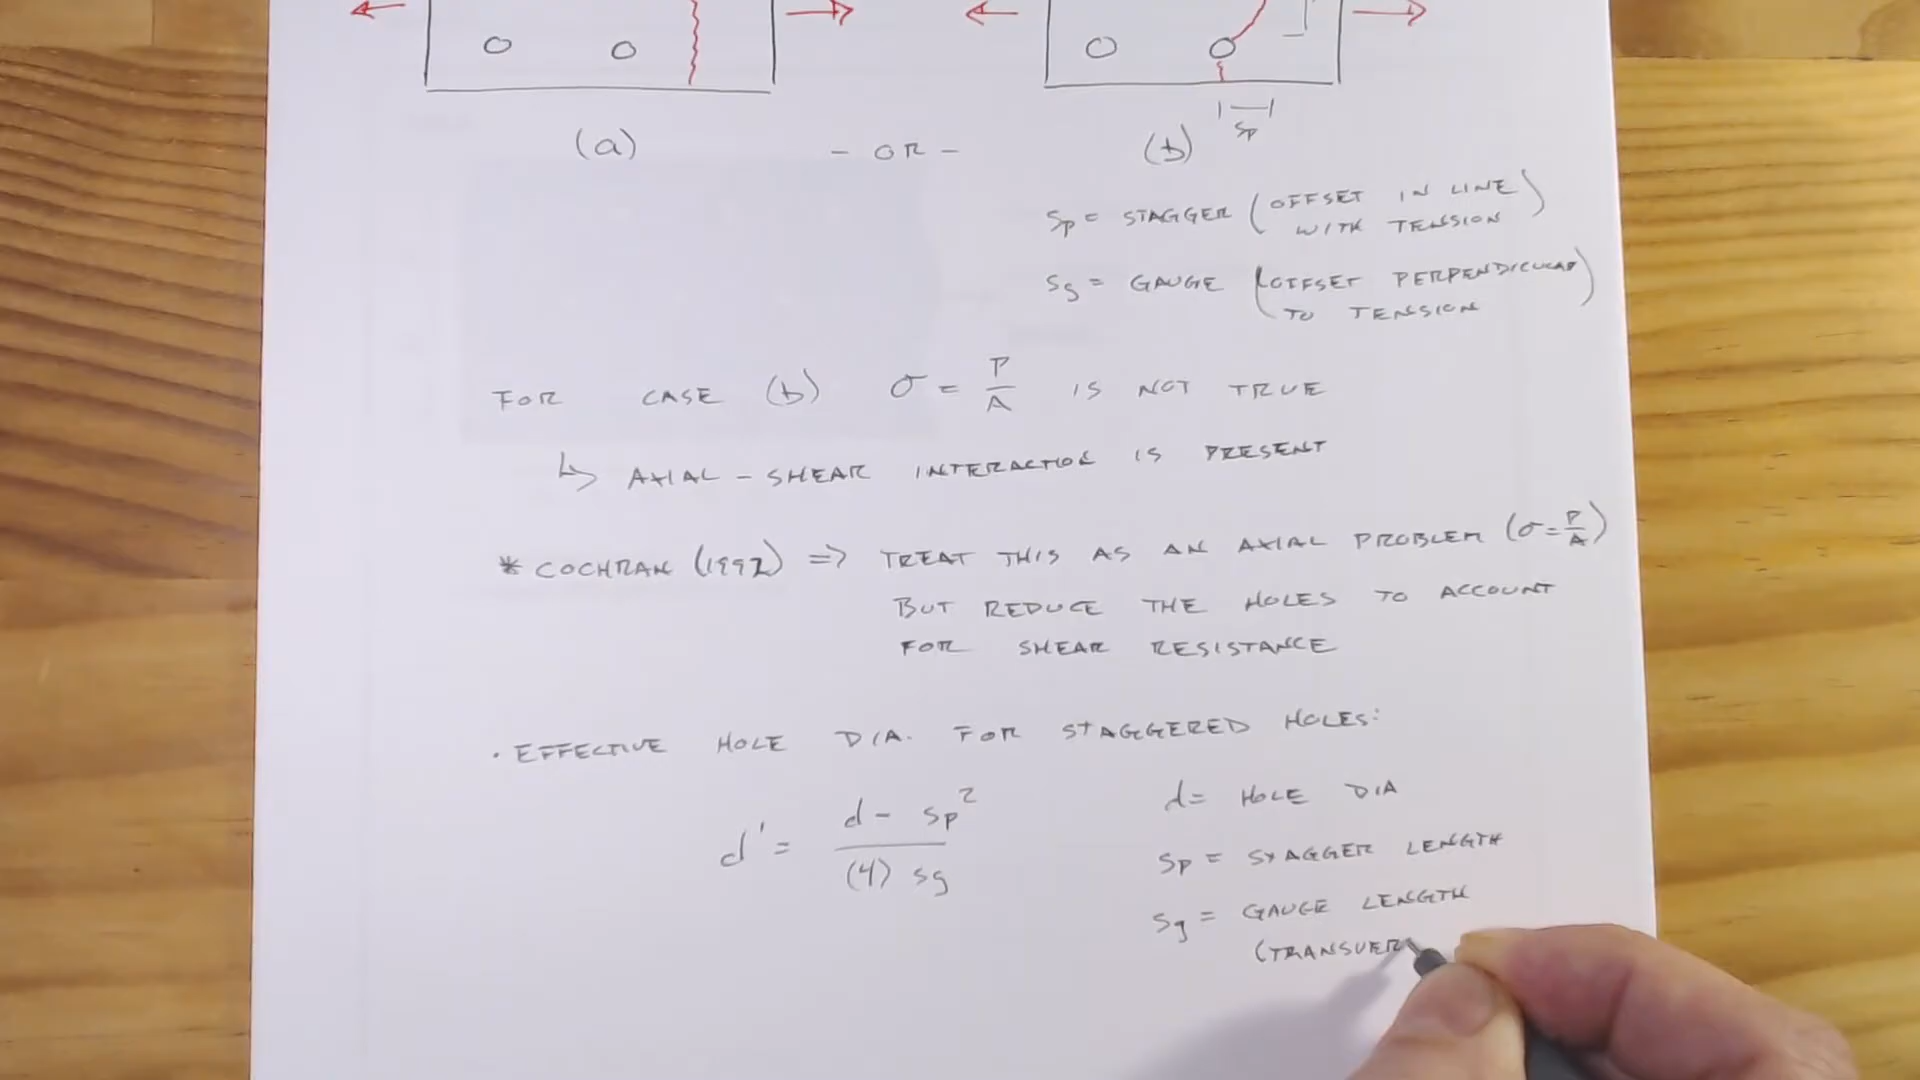 (a) - OR - (b) Sp
Sp = STAGGER (OFFSET IN LINE
WITH TENSION)
Sg = GAUGE (OFFSET PERPENDICULAR
TO TENSION)
FOR CASE (b) σ = P/A IS NOT TRUE
↳ AXIAL - SHEAR INTERACTION IS PRESENT
* COCHRAN (1992) => TREAT THIS AS AN AXIAL PROBLEM (σ = P/A)
BUT REDUCE THE HOLES TO ACCOUNT
FOR SHEAR RESISTANCE
· EFFECTIVE HOLE DIA. FOR STAGGERED HOLES:
d' = (d - Sp²) / ((4) Sg)
d = HOLE DIA
Sp = STAGGER LENGTH
Sg = GAUGE LENGTH
(TRANSVER